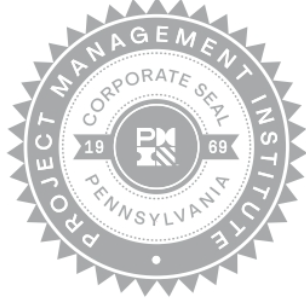 PROJECT MANAGEMENT INSTITUTE
CORPORATE SEAL
19 69
PMI
PENNSYLVANIA